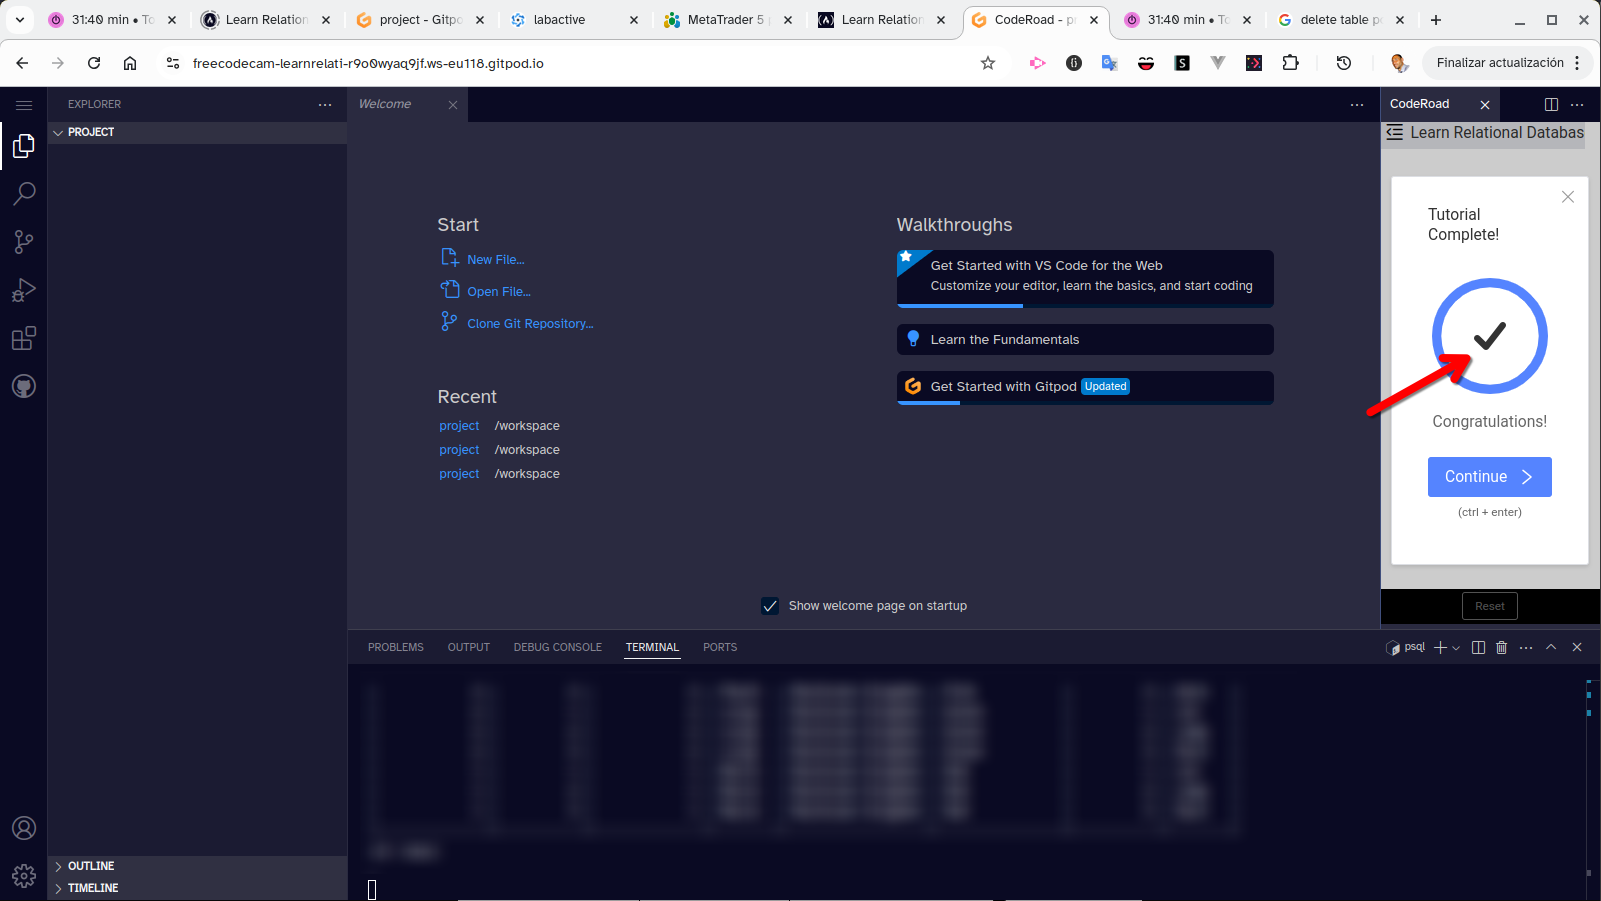 31:40 min • To
Learn Relation
project - Gitpo
labactive
MetaTrader 5
Learn Relation
CodeRoad - p
31:40 min • To
delete table p
freecodecam-learnrelati-r9o0wyaq9jf.ws-eu118.gitpod.io
Finalizar actualización
EXPLORER
Welcome
CodeRoad
PROJECT
Learn Relational Databas
Tutorial
Complete!
Congratulations!
Continue
(ctrl + enter)
Reset
Start
New File...
Open File...
Clone Git Repository...
Recent
project /workspace
project /workspace
project /workspace
Walkthroughs
Get Started with VS Code for the Web
Customize your editor, learn the basics, and start coding
Learn the Fundamentals
Get Started with Gitpod Updated
Show welcome page on startup
PROBLEMS OUTPUT DEBUG CONSOLE TERMINAL PORTS
psql
OUTLINE
TIMELINE